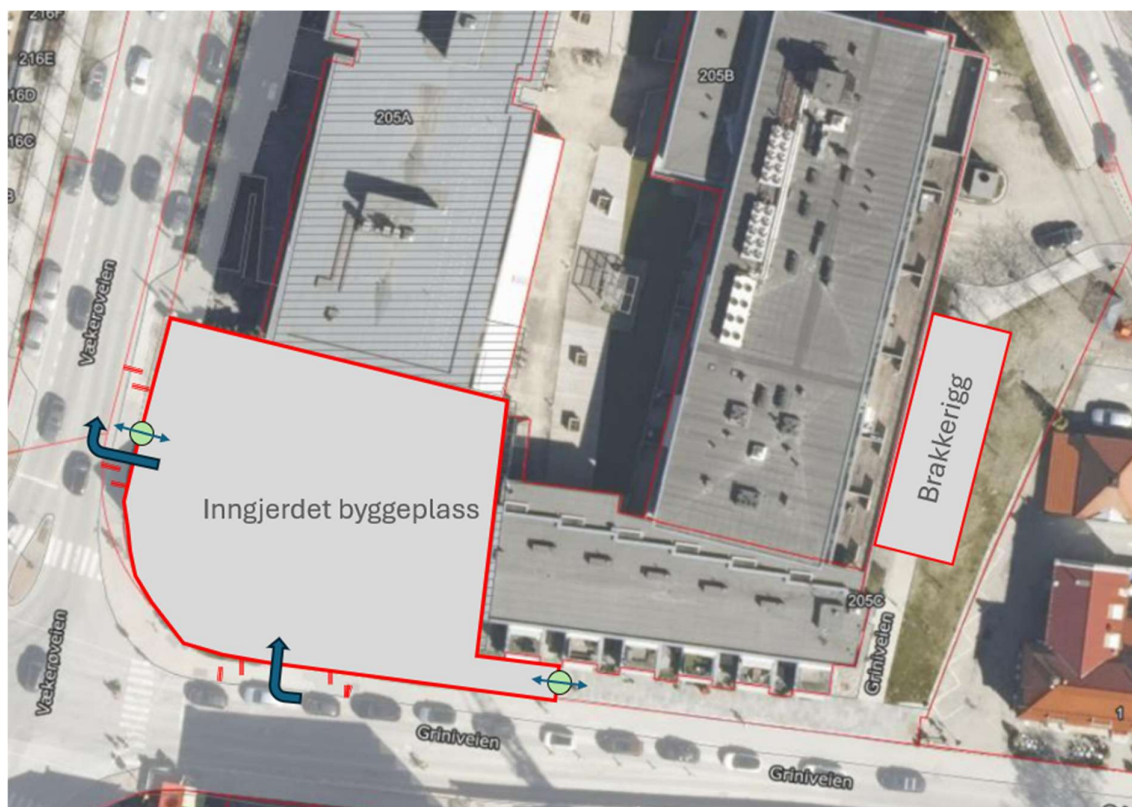 216F
216E
16D
16C
205A
205B
Vækerøveien
Brakkerigg
Inngjerdet byggeplass
205C
Griniveien
Vækerøveien
Griniveien
Griniveien
1